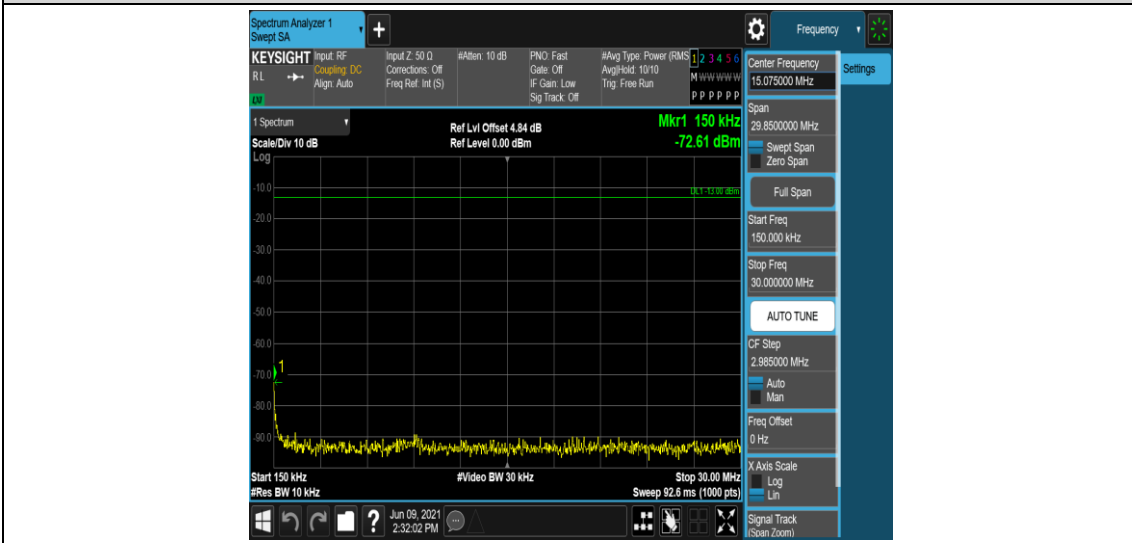 Spectrum Analyzer 1
Swept SA
+
Frequency
KEYSIGHT
RL
Input: RF
Coupling: DC
Align: Auto
Input Z: 50 Ω
Corrections: Off
Freq Ref: Int (S)
#Atten: 10 dB
PNO: Fast
Gate: Off
IF Gain: Low
Sig Track: Off
#Avg Type: Power (RMS
Avg|Hold: 10/10
Trig: Free Run
1 2 3 4 5 6
M W W W W W
P P P P P P
LXI
1 Spectrum
Scale/Div 10 dB
Log
Ref Lvl Offset 4.84 dB
Ref Level 0.00 dBm
Mkr1 150 kHz
-72.61 dBm
DL1 -13.00 dBm
-10.0
-20.0
-30.0
-40.0
-50.0
-60.0
-70.0
-80.0
-90.0
1
Start 150 kHz
#Res BW 10 kHz
#Video BW 30 kHz
Stop 30.00 MHz
Sweep 92.6 ms (1000 pts)
Jun 09, 2021
2:32:02 PM
?
Center Frequency
15.075000 MHz
Span
29.8500000 MHz
Swept Span
Zero Span
Full Span
Start Freq
150.000 kHz
Stop Freq
30.000000 MHz
AUTO TUNE
CF Step
2.985000 MHz
Auto
Man
Freq Offset
0 Hz
X Axis Scale
Log
Lin
Signal Track
(Span Zoom)
Settings